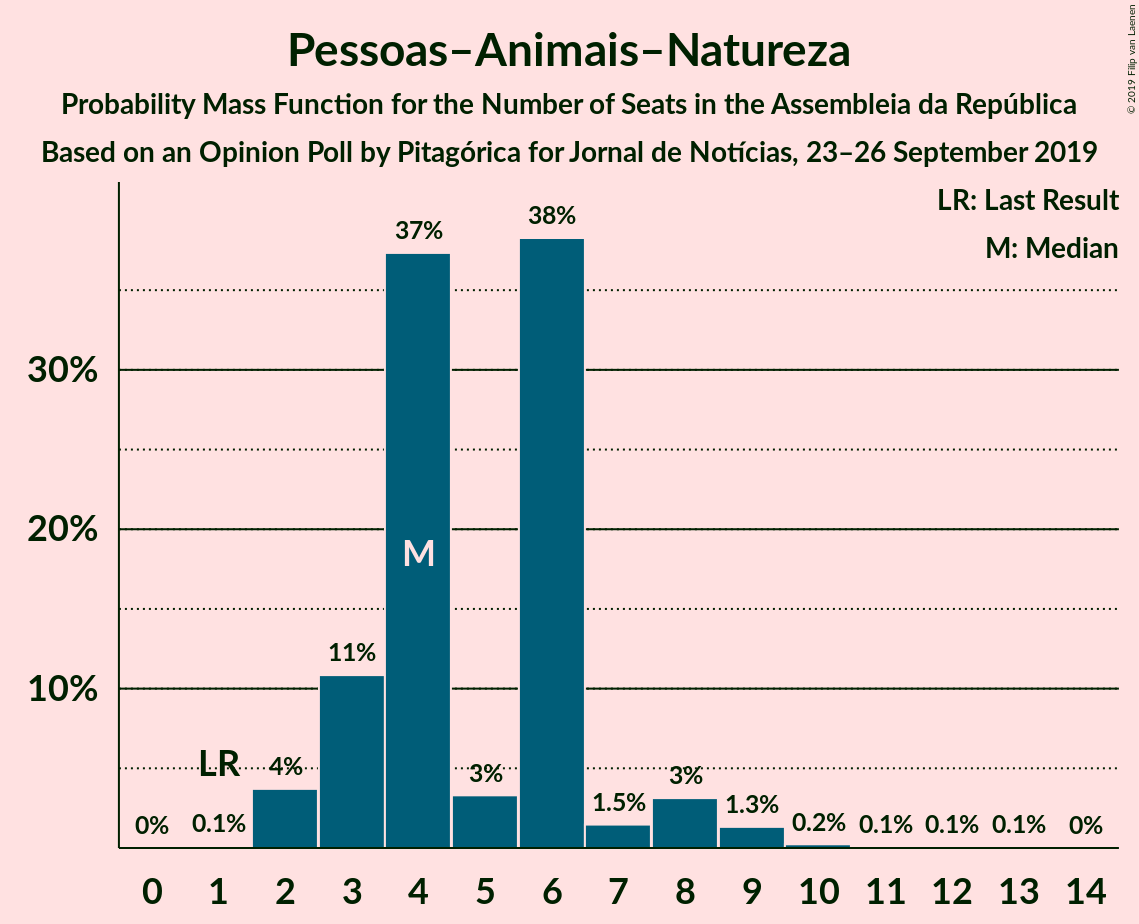 Pessoas–Animais–Natureza
Probability Mass Function for the Number of Seats in the Assembleia da República
Based on an Opinion Poll by Pitagórica for Jornal de Notícias, 23–26 September 2019
© 2019 Filip van Laenen
LR: Last Result
M: Median
38%
37%
30%
20%
M
11%
10%
LR
4%
3%
3%
1.5%
1.3%
0%
0.1%
0.2%
0.1%
0.1%
0.1%
0%
0 1 2 3 4 5 6 7 8 9 10 11 12 13 14